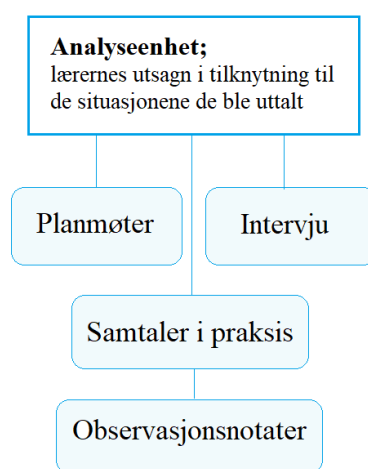 Analyseenhet;
lærernes utsagn i tilknytning til
de situasjonene de ble uttalt
Planmøter
Intervju
Samtaler i praksis
Observasjonsnotater